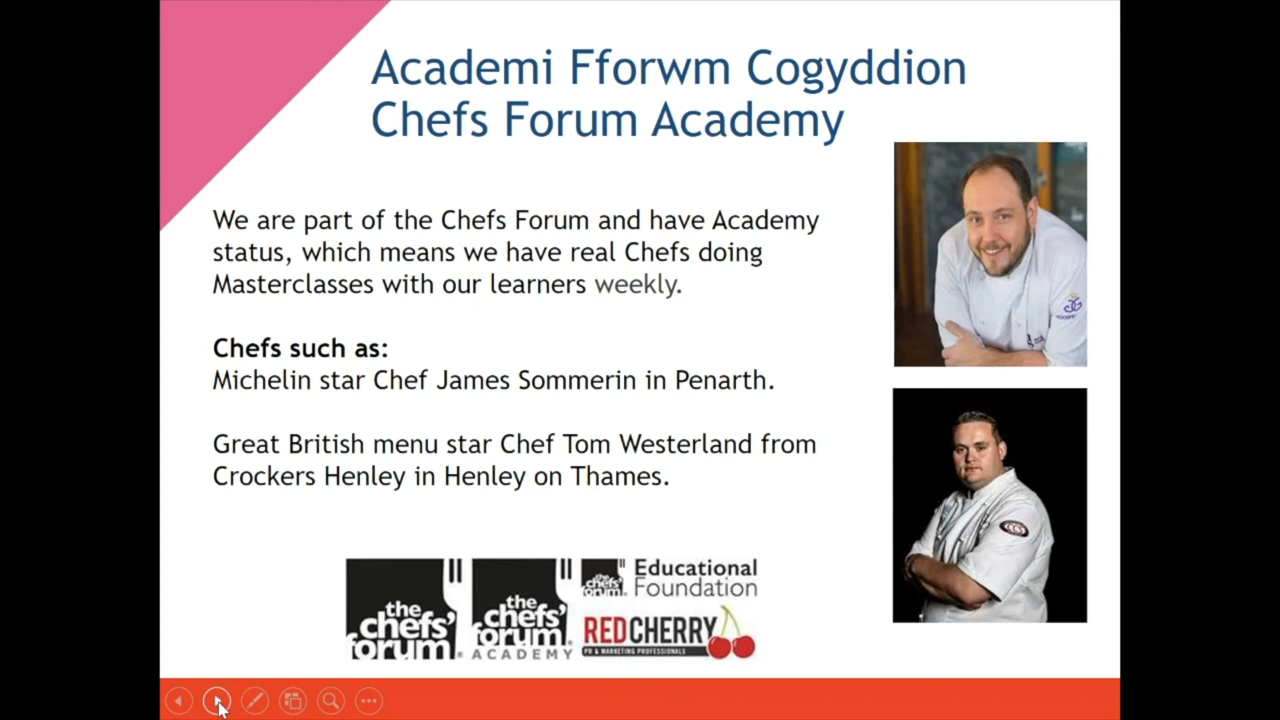 Academi Fforwm Cogyddion
Chefs Forum Academy
We are part of the Chefs Forum and have Academy
status, which means we have real Chefs doing
Masterclasses with our learners weekly.
Chefs such as:
Michelin star Chef James Sommerin in Penarth.
Great British menu star Chef Tom Westerland from
Crockers Henley in Henley on Thames.
the
chefs'
forum
the
chefs'
forum
ACADEMY
the
chefs'
forum
Educational
Foundation
RED CHERRY
PR & MARKETING PROFESSIONALS
CCS